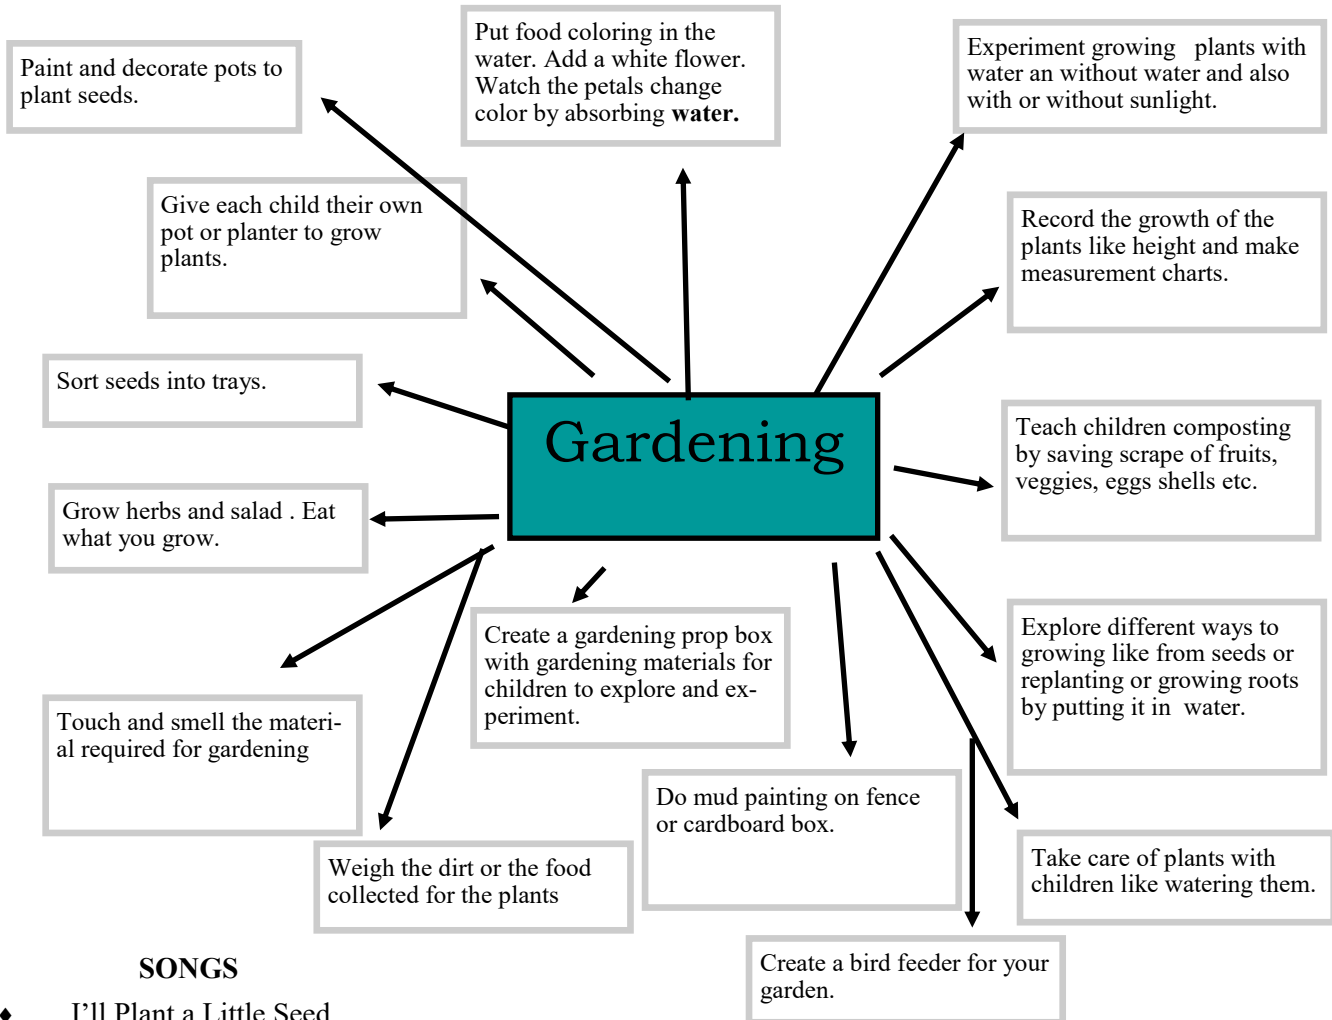 Put food coloring in the
water. Add a white flower.
Watch the petals change
color by absorbing water.
Experiment growing   plants with
water an without water and also
with or without sunlight.
Paint and decorate pots to
plant seeds.
Give each child their own
pot or planter to grow
plants.
Record the growth of the
plants like height and make
measurement charts.
Sort seeds into trays.
Gardening
Teach children composting
by saving scrape of fruits,
veggies, eggs shells etc.
Grow herbs and salad . Eat
what you grow.
Create a gardening prop box
with gardening materials for
children to explore and ex-
periment.
Explore different ways to
growing like from seeds or
replanting or growing roots
by putting it in  water.
Touch and smell the materi-
al required for gardening
Do mud painting on fence
or cardboard box.
Weigh the dirt or the food
collected for the plants
Take care of plants with
children like watering them.
Create a bird feeder for your
garden.
SONGS
♦ I'll Plant a Little Seed